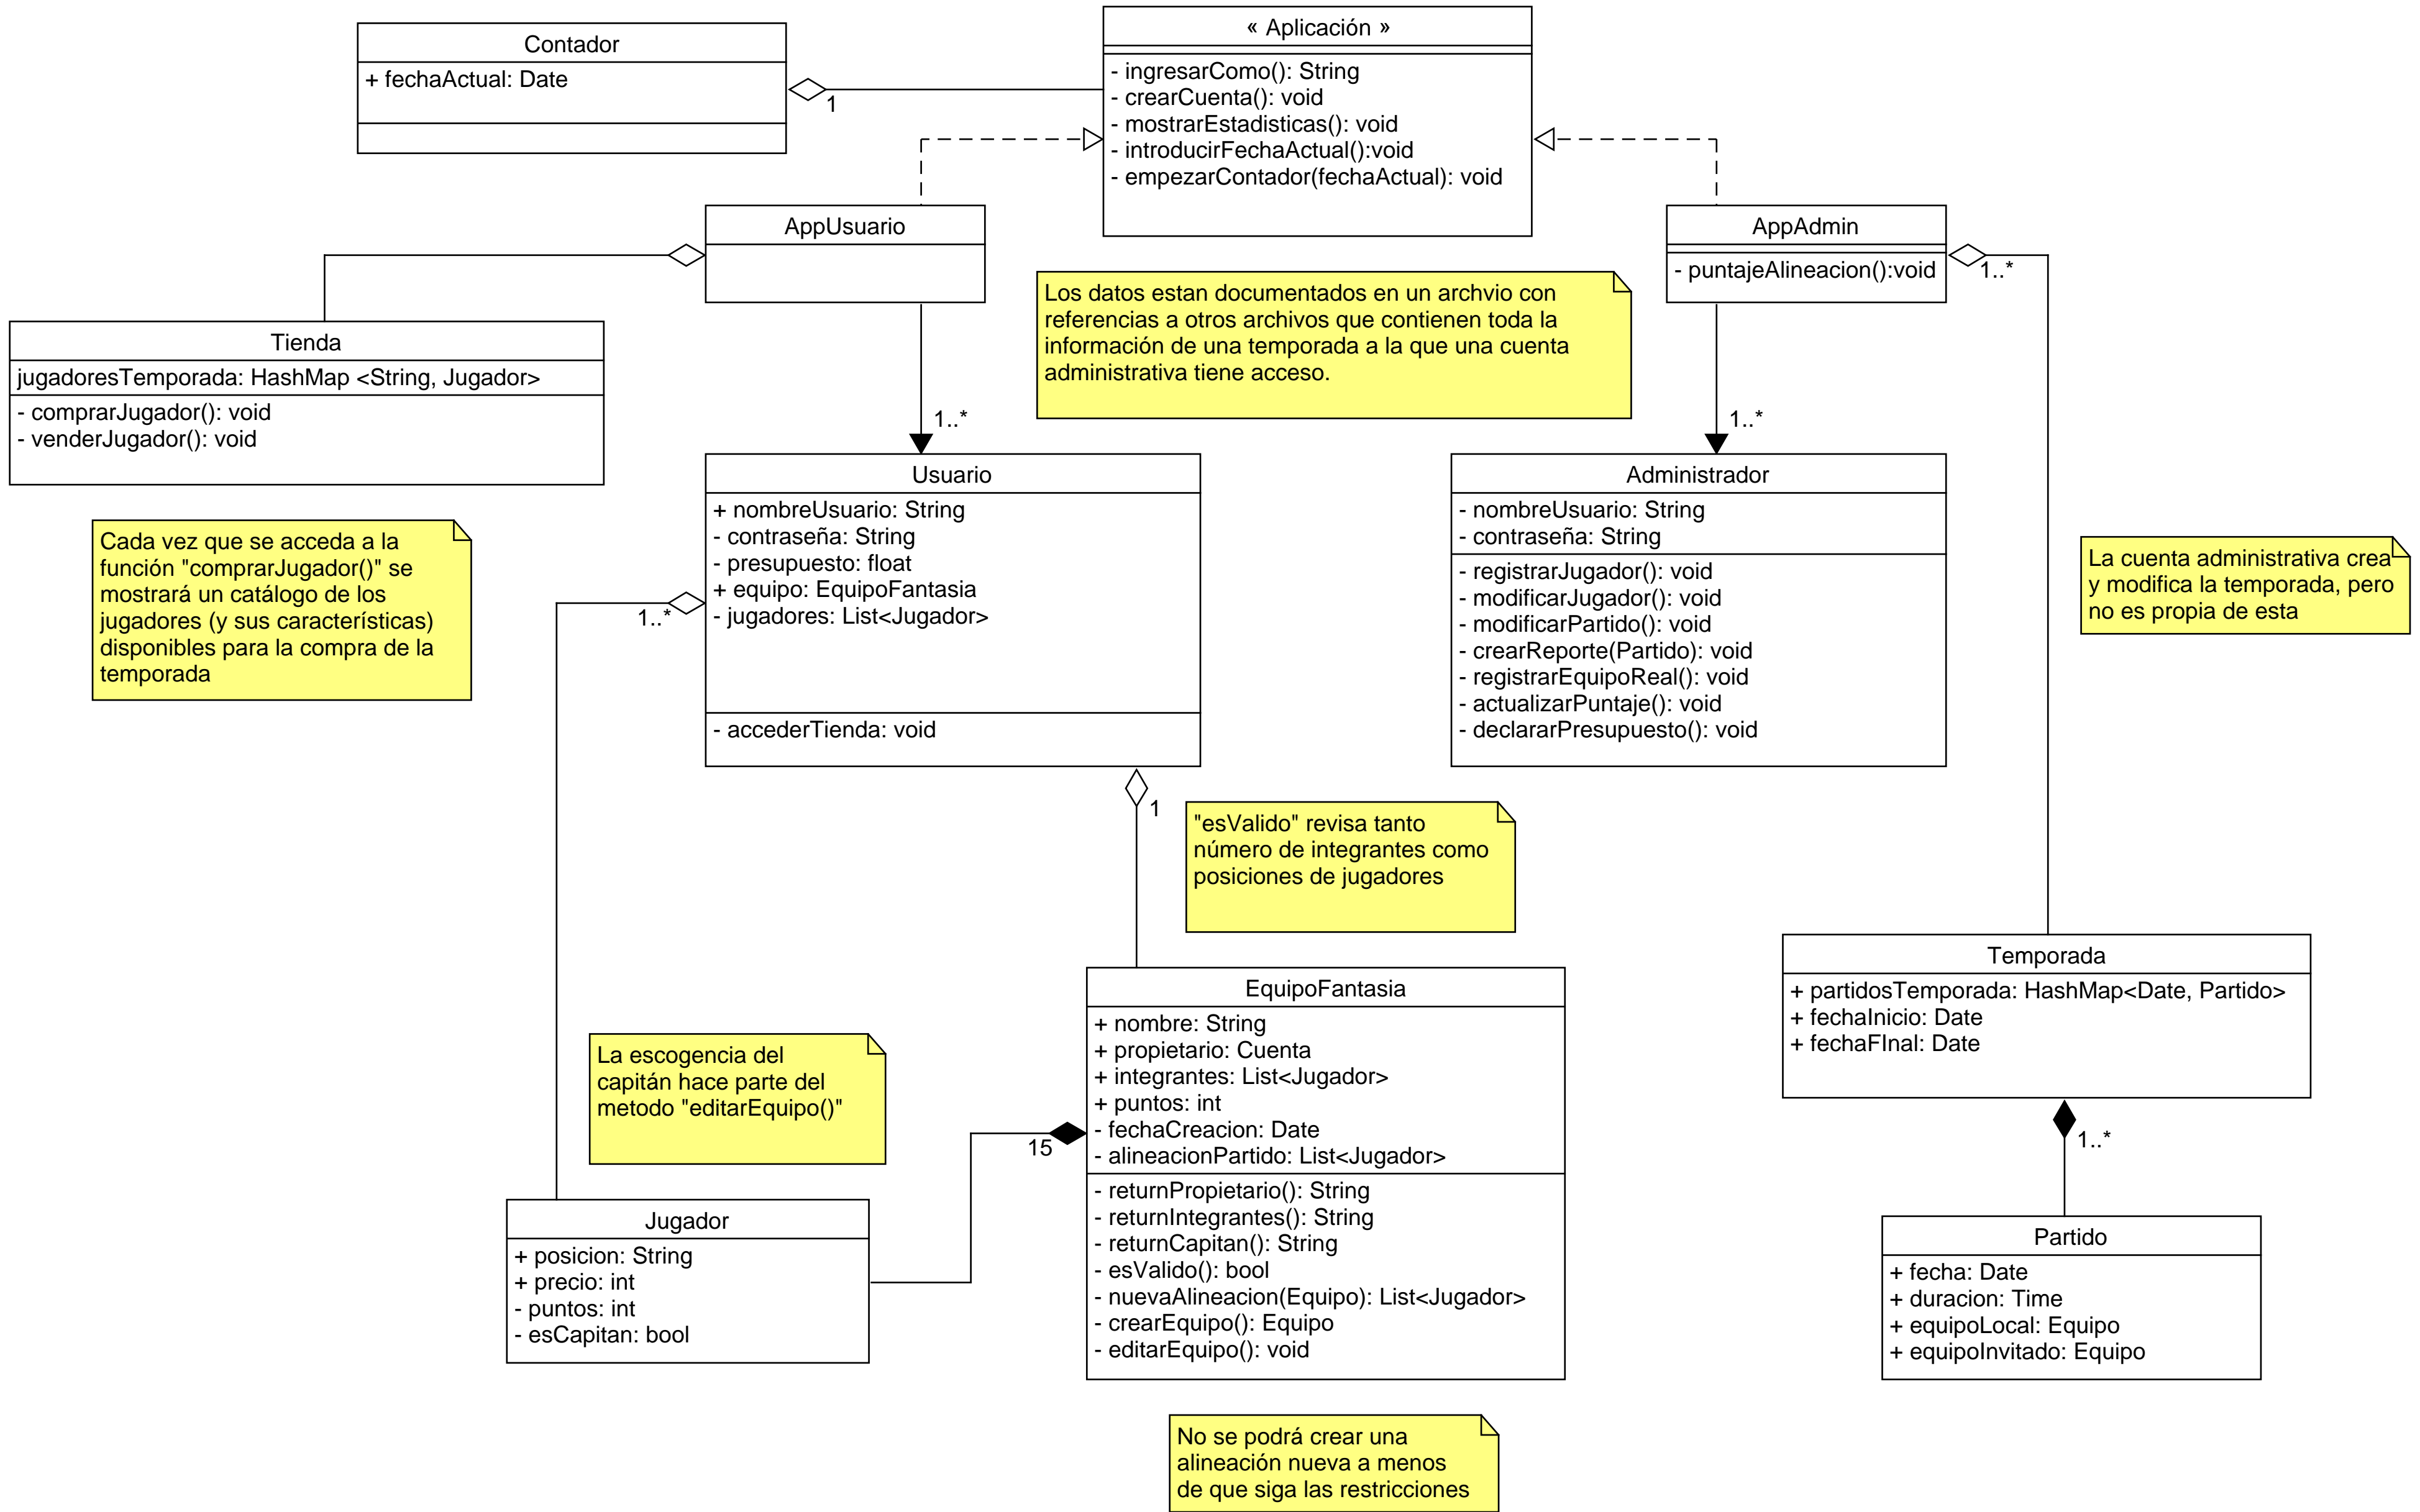 Contador
+ fechaActual: Date
1
« Aplicación »
- ingresarComo(): String
- crearCuenta(): void
- mostrarEstadisticas(): void
- introducirFechaActual():void
- empezarContador(fechaActual): void
AppUsuario
AppAdmin
- puntajeAlineacion():void
1..*
Los datos estan documentados en un archvio con
referencias a otros archivos que contienen toda la
información de una temporada a la que una cuenta
administrativa tiene acceso.
Tienda
jugadoresTemporada: HashMap <String, Jugador>
- comprarJugador(): void
- venderJugador(): void
1..*
1..*
Cada vez que se acceda a la
función "comprarJugador()" se
mostrará un catálogo de los
jugadores (y sus características)
disponibles para la compra de la
temporada
Usuario
+ nombreUsuario: String
- contraseña: String
- presupuesto: float
+ equipo: EquipoFantasia
- jugadores: List<Jugador>
- accederTienda: void
1..*
1
Administrador
- nombreUsuario: String
- contraseña: String
- registrarJugador(): void
- modificarJugador(): void
- modificarPartido(): void
- crearReporte(Partido): void
- registrarEquipoReal(): void
- actualizarPuntaje(): void
- declararPresupuesto(): void
La cuenta administrativa crea
y modifica la temporada, pero
no es propia de esta
"esValido" revisa tanto
número de integrantes como
posiciones de jugadores
La escogencia del
capitán hace parte del
metodo "editarEquipo()"
EquipoFantasia
+ nombre: String
+ propietario: Cuenta
+ integrantes: List<Jugador>
+ puntos: int
- fechaCreacion: Date
- alineacionPartido: List<Jugador>
- returnPropietario(): String
- returnIntegrantes(): String
- returnCapitan(): String
- esValido(): bool
- nuevaAlineacion(Equipo): List<Jugador>
- crearEquipo(): Equipo
- editarEquipo(): void
15
Temporada
+ partidosTemporada: HashMap<Date, Partido>
+ fechaInicio: Date
+ fechaFInal: Date
1..*
Jugador
+ posicion: String
+ precio: int
- puntos: int
- esCapitan: bool
Partido
+ fecha: Date
+ duracion: Time
+ equipoLocal: Equipo
+ equipoInvitado: Equipo
No se podrá crear una
alineación nueva a menos
de que siga las restricciones